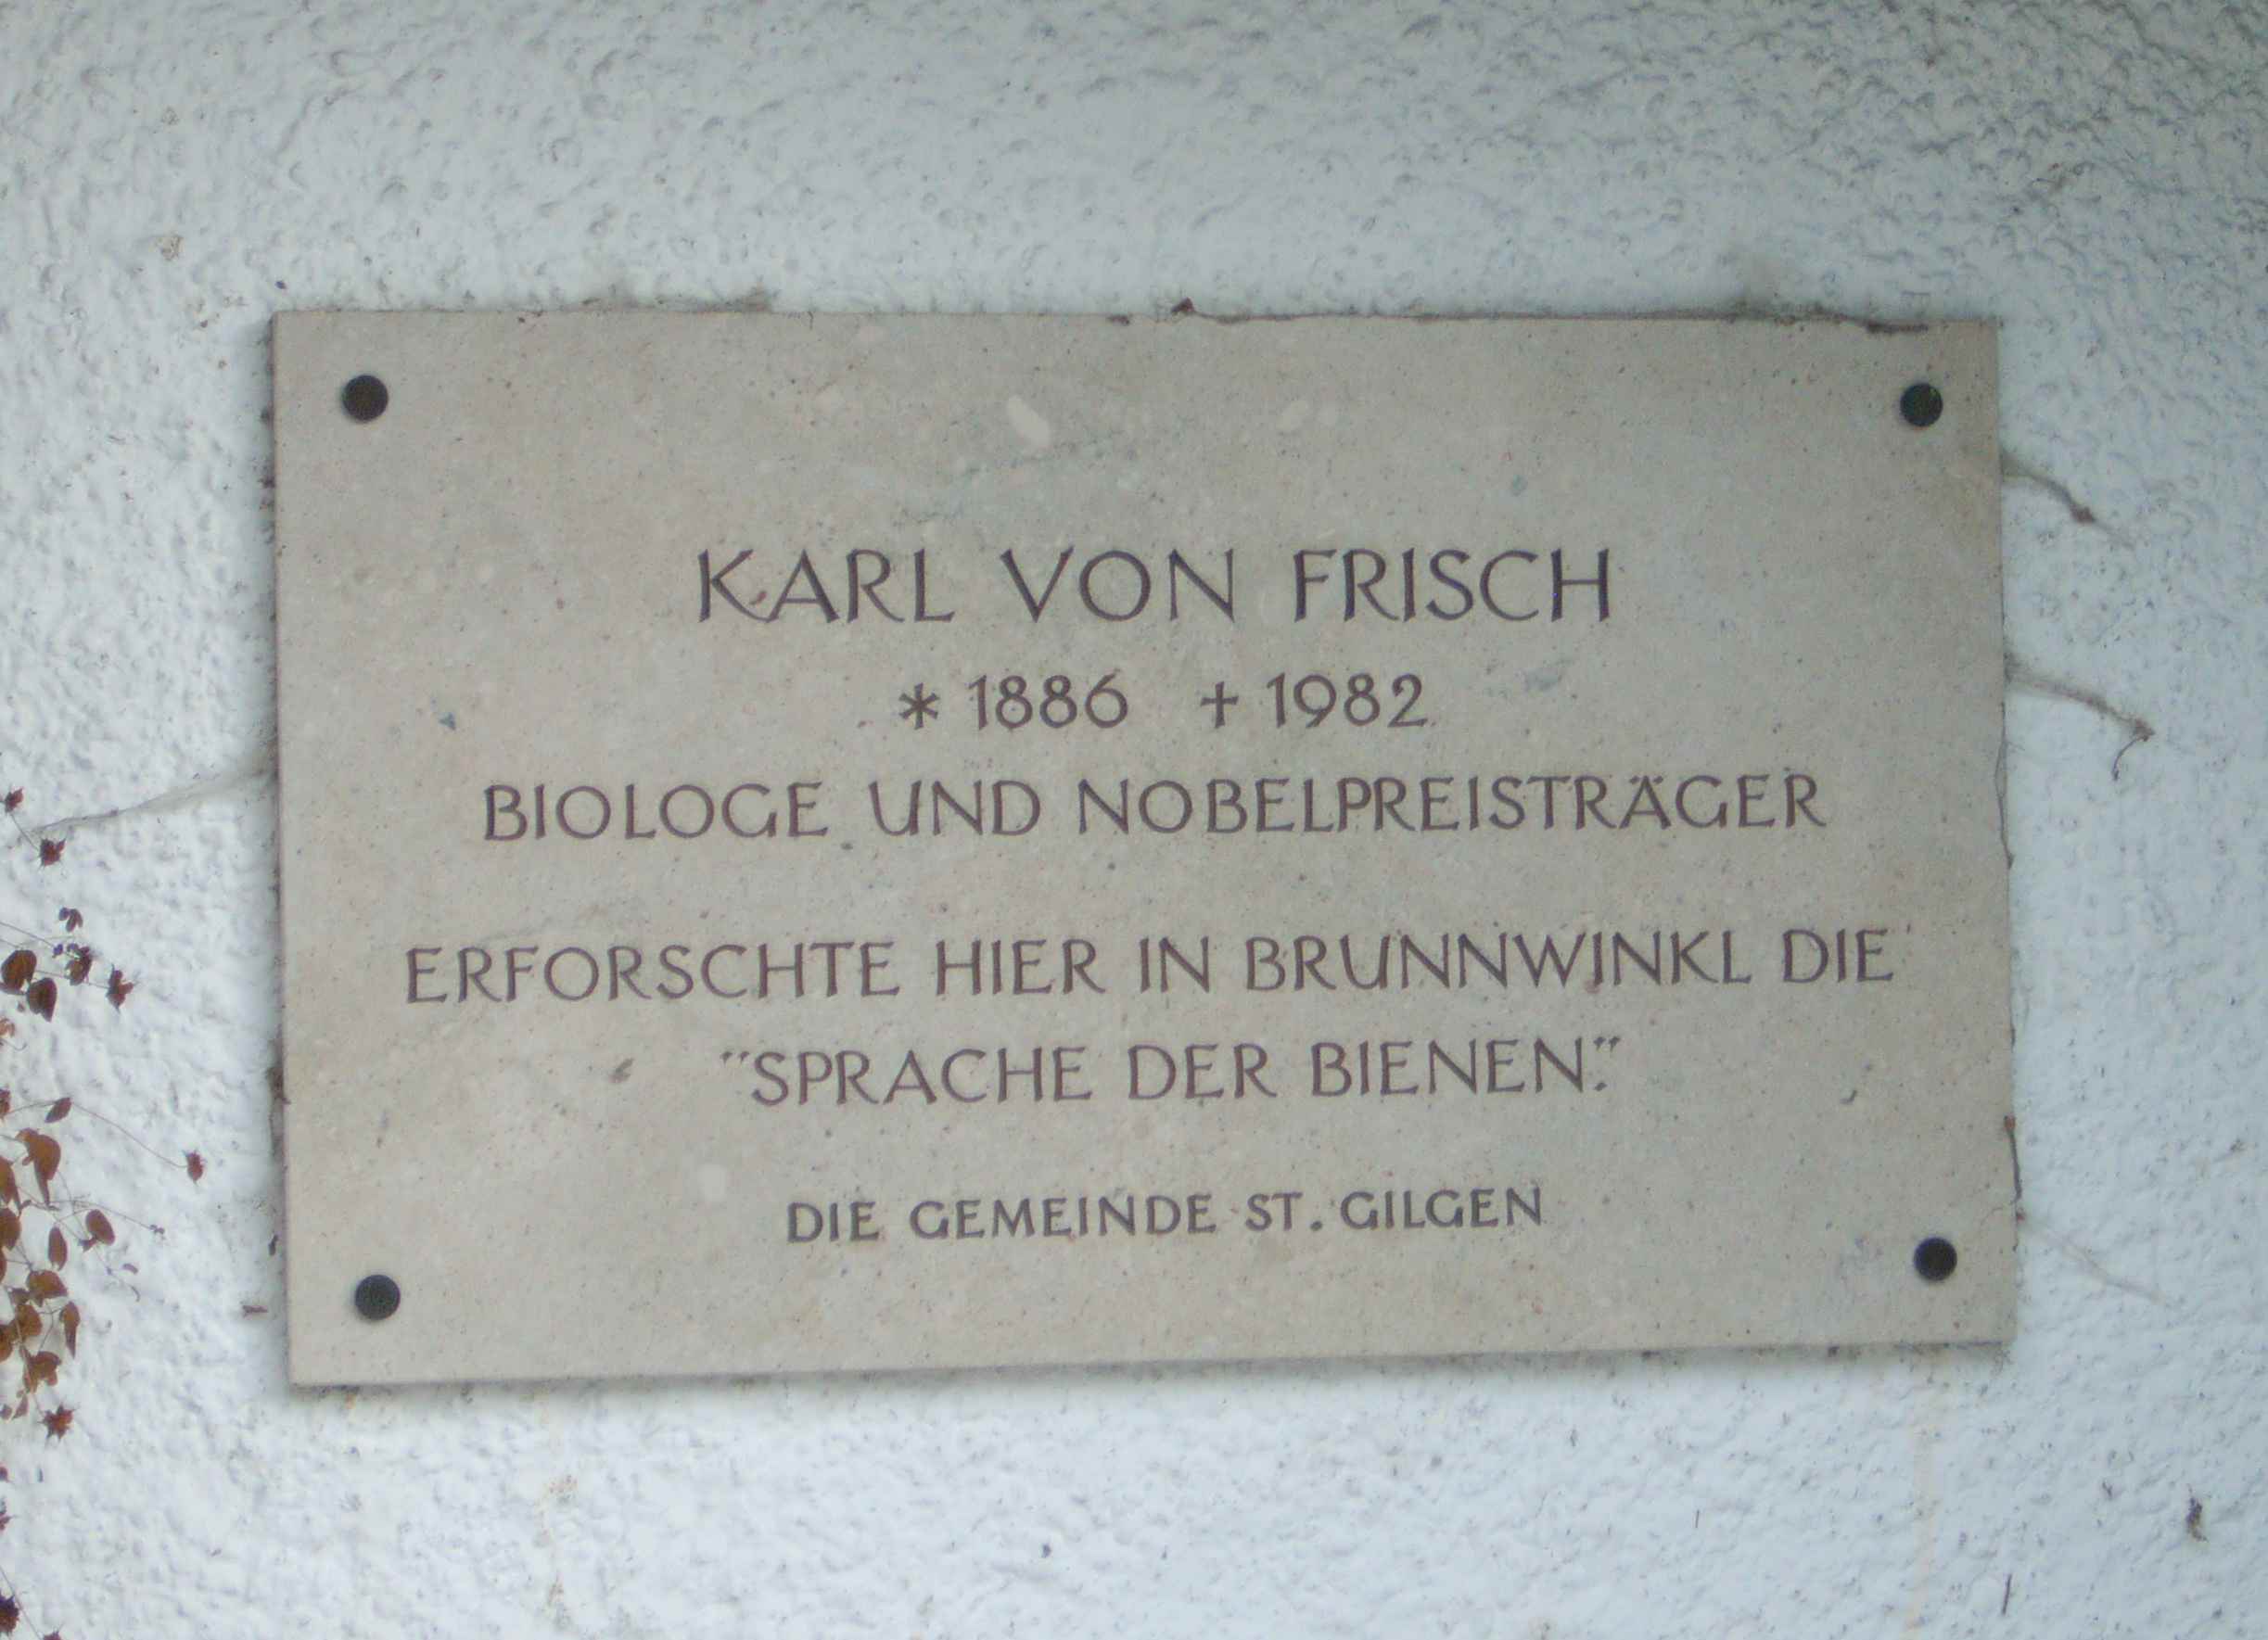 KARL VON FRISCH
* 1886 + 1982
BIOLOGE UND NOBELPREISTRÄGER
ERFORSCHTE HIER IN BRUNNWINKL DIE
"SPRACHE DER BIENEN."
DIE GEMEINDE ST. GILGEN